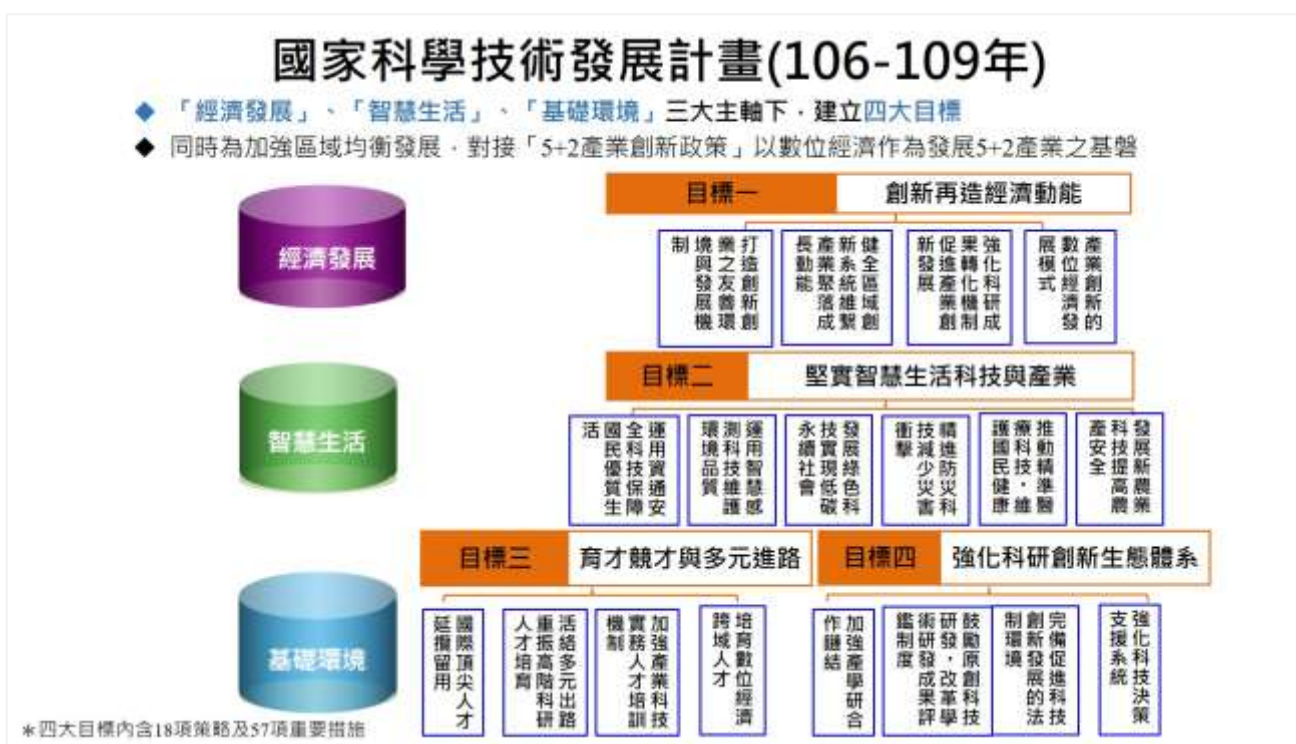 國家科學技術發展計畫(106-109年)
「經濟發展」、「智慧生活」、「基礎環境」三大主軸下，建立四大目標
同時為加強區域均衡發展，對接「5+2產業創新政策」以數位經濟作為發展5+2產業之基磐
經濟發展
目標一 創新再造經濟動能
產業創新的
數位經濟發
展模式
強化科研成
果轉化機制
促進產業創
新發展
健全區域創
新系統維繫
產業聚落成
長動能
打造創新創
業之友善環
境與發展機
制
智慧生活
目標二 堅實智慧生活科技與產業
發展新農業
科技提高農
產安全
推動精準醫
療科技，維
護國民健康
精進防災科
技減少災害
衝擊
發展綠色科
技實現低碳
永續社會
運用智慧感
測科技維護
環境品質
運用資通安
全科技保障
國民優質生
活
基礎環境
目標三 育才競才與多元進路
培育數位經濟
跨域人才
加強產業科技
實務人才培訓
機制
活絡多元出路
重振高階科研
人才培育
國際頂尖人才
延攬留用
目標四 強化科研創新生態體系
強化科技決策
支援系統
完備促進科技
創新發展的法
制環境
鼓勵原創科技
研發，改革學
術研發成果評
鑑制度
加強產學研合
作鏈結
＊四大目標內含18項策略及57項重要措施